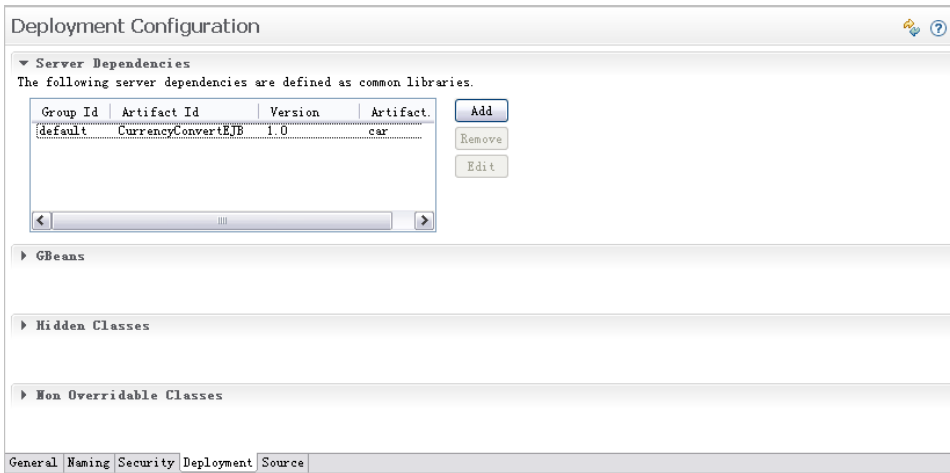 Deployment Configuration
Server Dependencies
The following server dependencies are defined as common libraries.
Group Id Artifact Id Version Artifact.
default CurrencyConvertEJB 1.0 car
Add
Remove
Edit
GBeans
Hidden Classes
Non Overridable Classes
General Naming Security Deployment Source